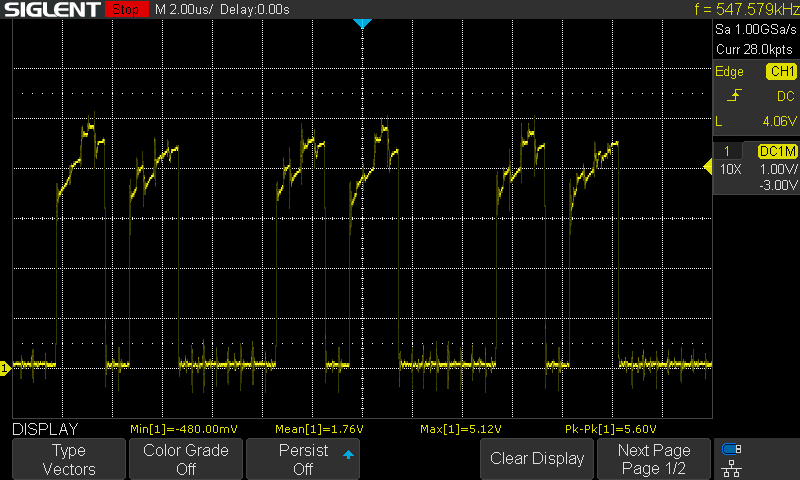 SIGLENT Stop M 2.00us/ Delay:0.00s f = 547.579kHz
Sa 1.00GSa/s
Curr 28.0kpts
Edge CH1
DC
L 4.06V
1 DC1M
10X 1.00V/
-3.00V
1
DISPLAY Min[1]=-480.00mV Mean[1]=1.76V Max[1]=5.12V Pk-Pk[1]=5.60V
Type Vectors
Color Grade Off
Persist Off
Clear Display
Next Page Page 1/2